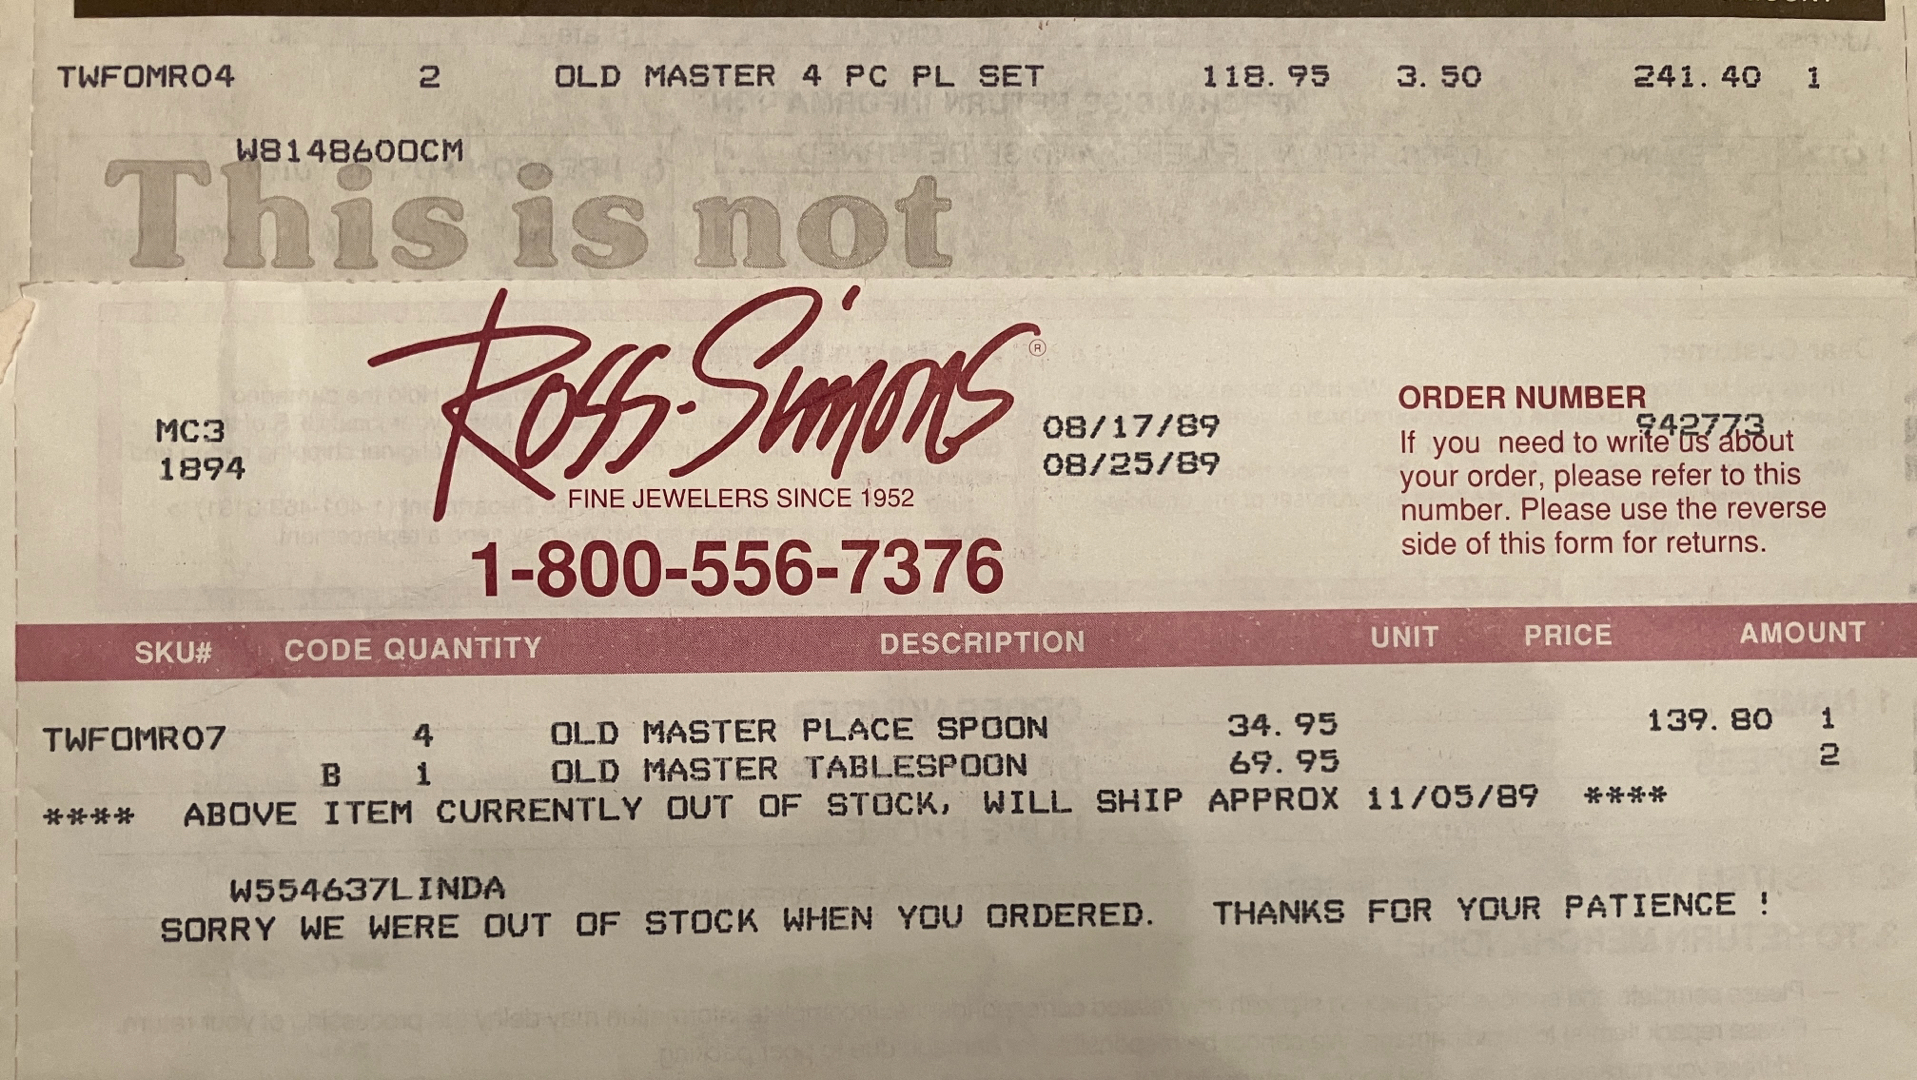 TWFOMR04 2 OLD MASTER 4 PC PL SET 118.95 3.50 241.40 1
W8148600CM
This is not
Ross-Simons®
FINE JEWELERS SINCE 1952
1-800-556-7376
MC3
1894
08/17/89
08/25/89
ORDER NUMBER
942773
If you need to write us about
your order, please refer to this
number. Please use the reverse
side of this form for returns.
SKU# CODE QUANTITY DESCRIPTION UNIT PRICE AMOUNT
TWFOMR07 4 OLD MASTER PLACE SPOON 34.95 139.80 1
B 1 OLD MASTER TABLESPOON 69.95 2
**** ABOVE ITEM CURRENTLY OUT OF STOCK, WILL SHIP APPROX 11/05/89 ****
W554637LINDA
SORRY WE WERE OUT OF STOCK WHEN YOU ORDERED. THANKS FOR YOUR PATIENCE !